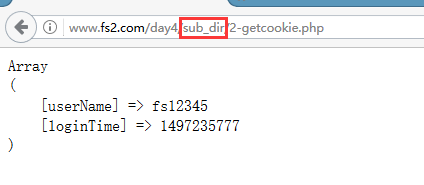 www.fs2.com/day4/sub_dir/2-getcookie.php
Array
(
[userName] => fs12345
[loginTime] => 1497235777
)